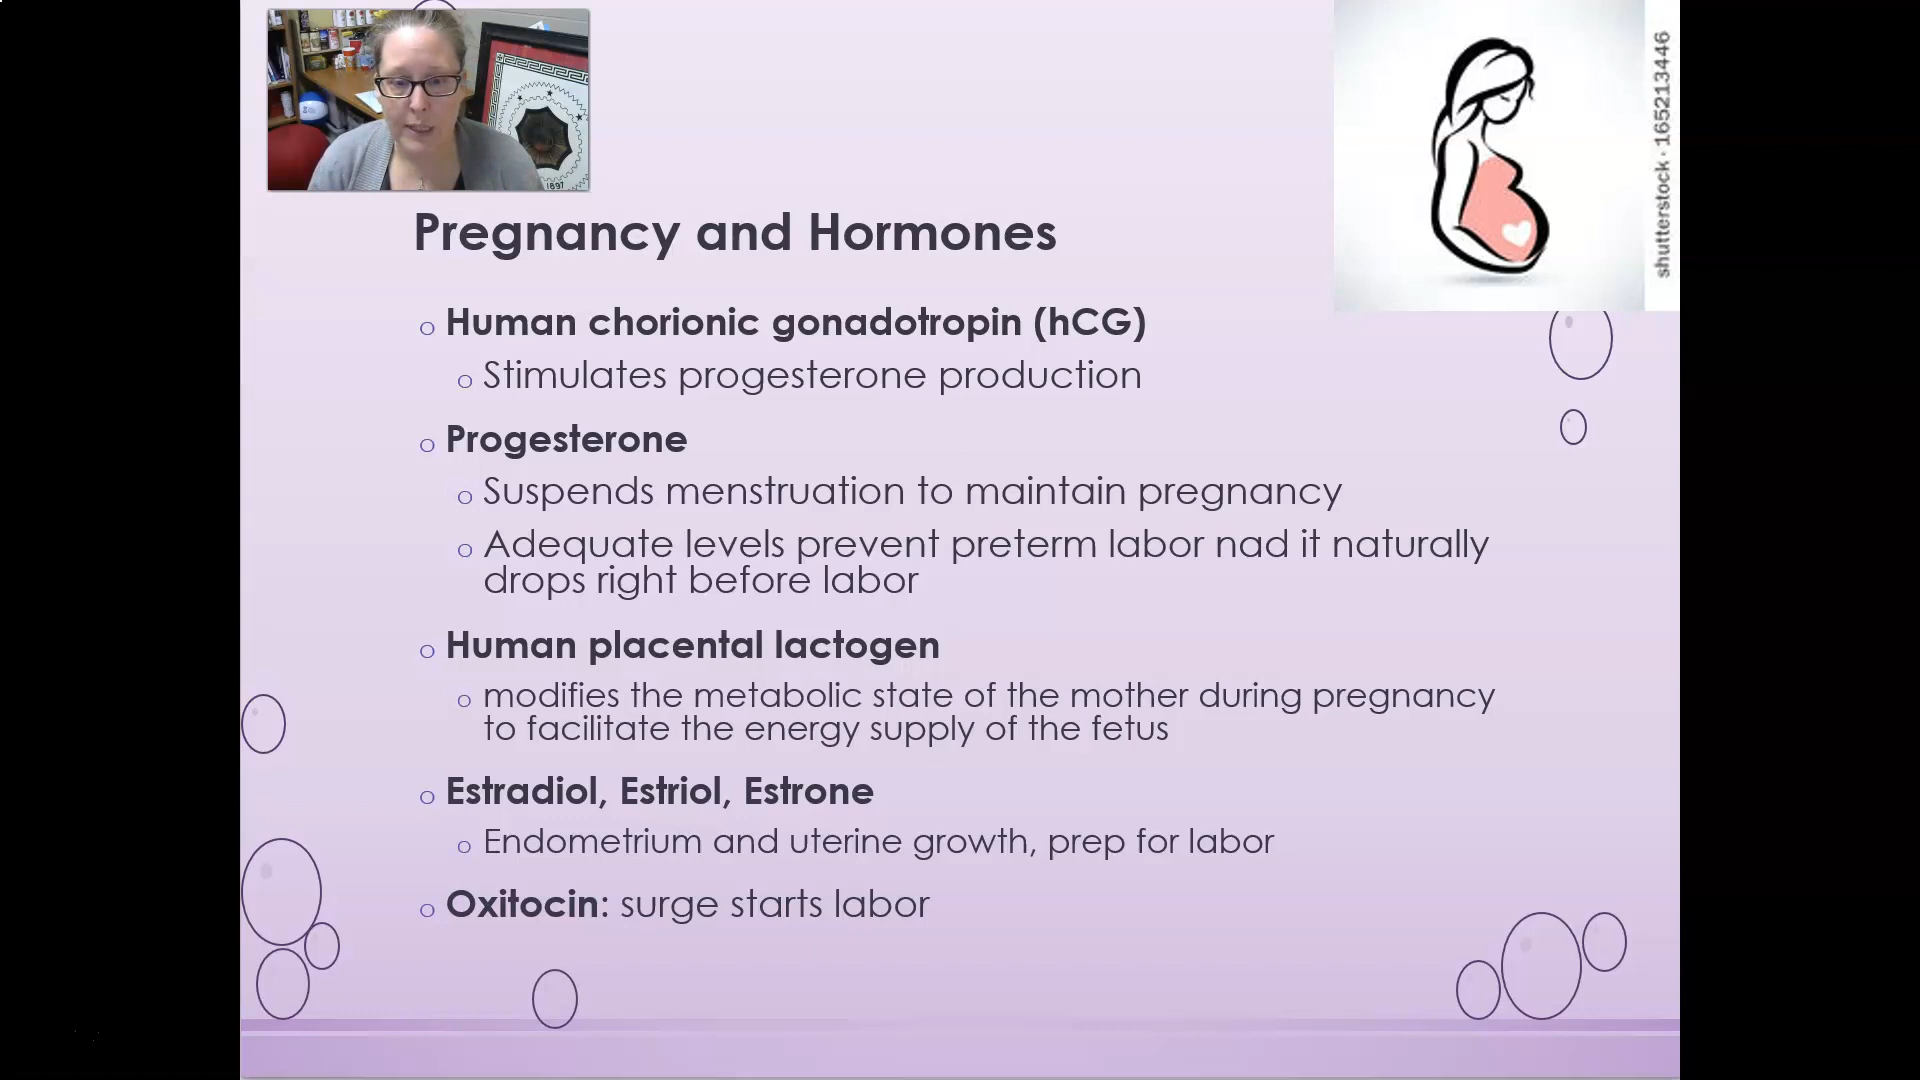 1897
shutterstock · 1652213446
Pregnancy and Hormones
o Human chorionic gonadotropin (hCG)
o Stimulates progesterone production
o Progesterone
o Suspends menstruation to maintain pregnancy
o Adequate levels prevent preterm labor nad it naturally
drops right before labor
o Human placental lactogen
o modifies the metabolic state of the mother during pregnancy
to facilitate the energy supply of the fetus
o Estradiol, Estriol, Estrone
o Endometrium and uterine growth, prep for labor
o Oxitocin: surge starts labor